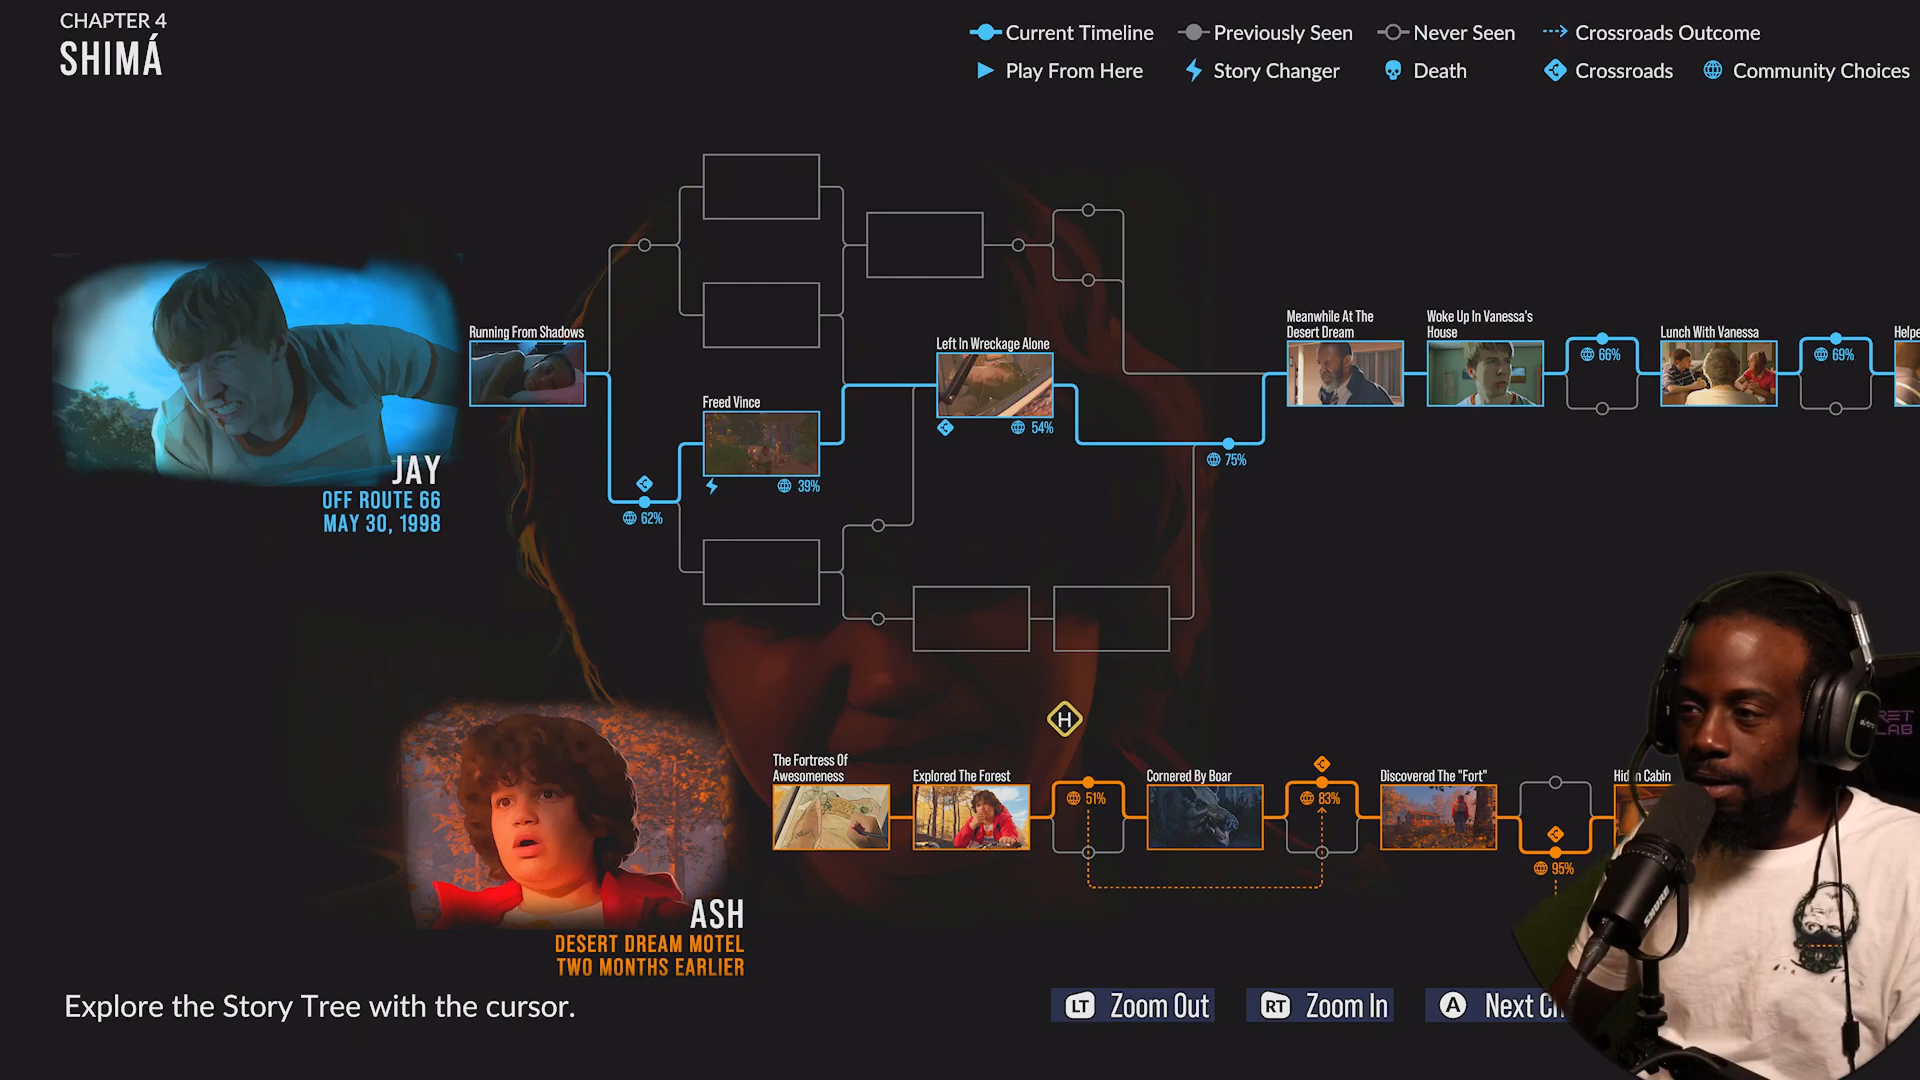 CHAPTER 4
SHIMÁ
Current Timeline
Previously Seen
Never Seen
Crossroads Outcome
Play From Here
Story Changer
Death
Crossroads
Community Choices
Running From Shadows
Freed Vince
39%
62%
Left In Wreckage Alone
54%
75%
Meanwhile At The
Desert Dream
Woke Up In Vanessa's
House
66%
Lunch With Vanessa
69%
JAY
OFF ROUTE 66
MAY 30, 1998
H
The Fortress Of
Awesomeness
Explored The Forest
51%
Cornered By Boar
83%
Discovered The "Fort"
95%
Cabin
ASH
DESERT DREAM MOTEL
TWO MONTHS EARLIER
SHURE
Explore the Story Tree with the cursor.
LT Zoom Out
RT Zoom In
A Next